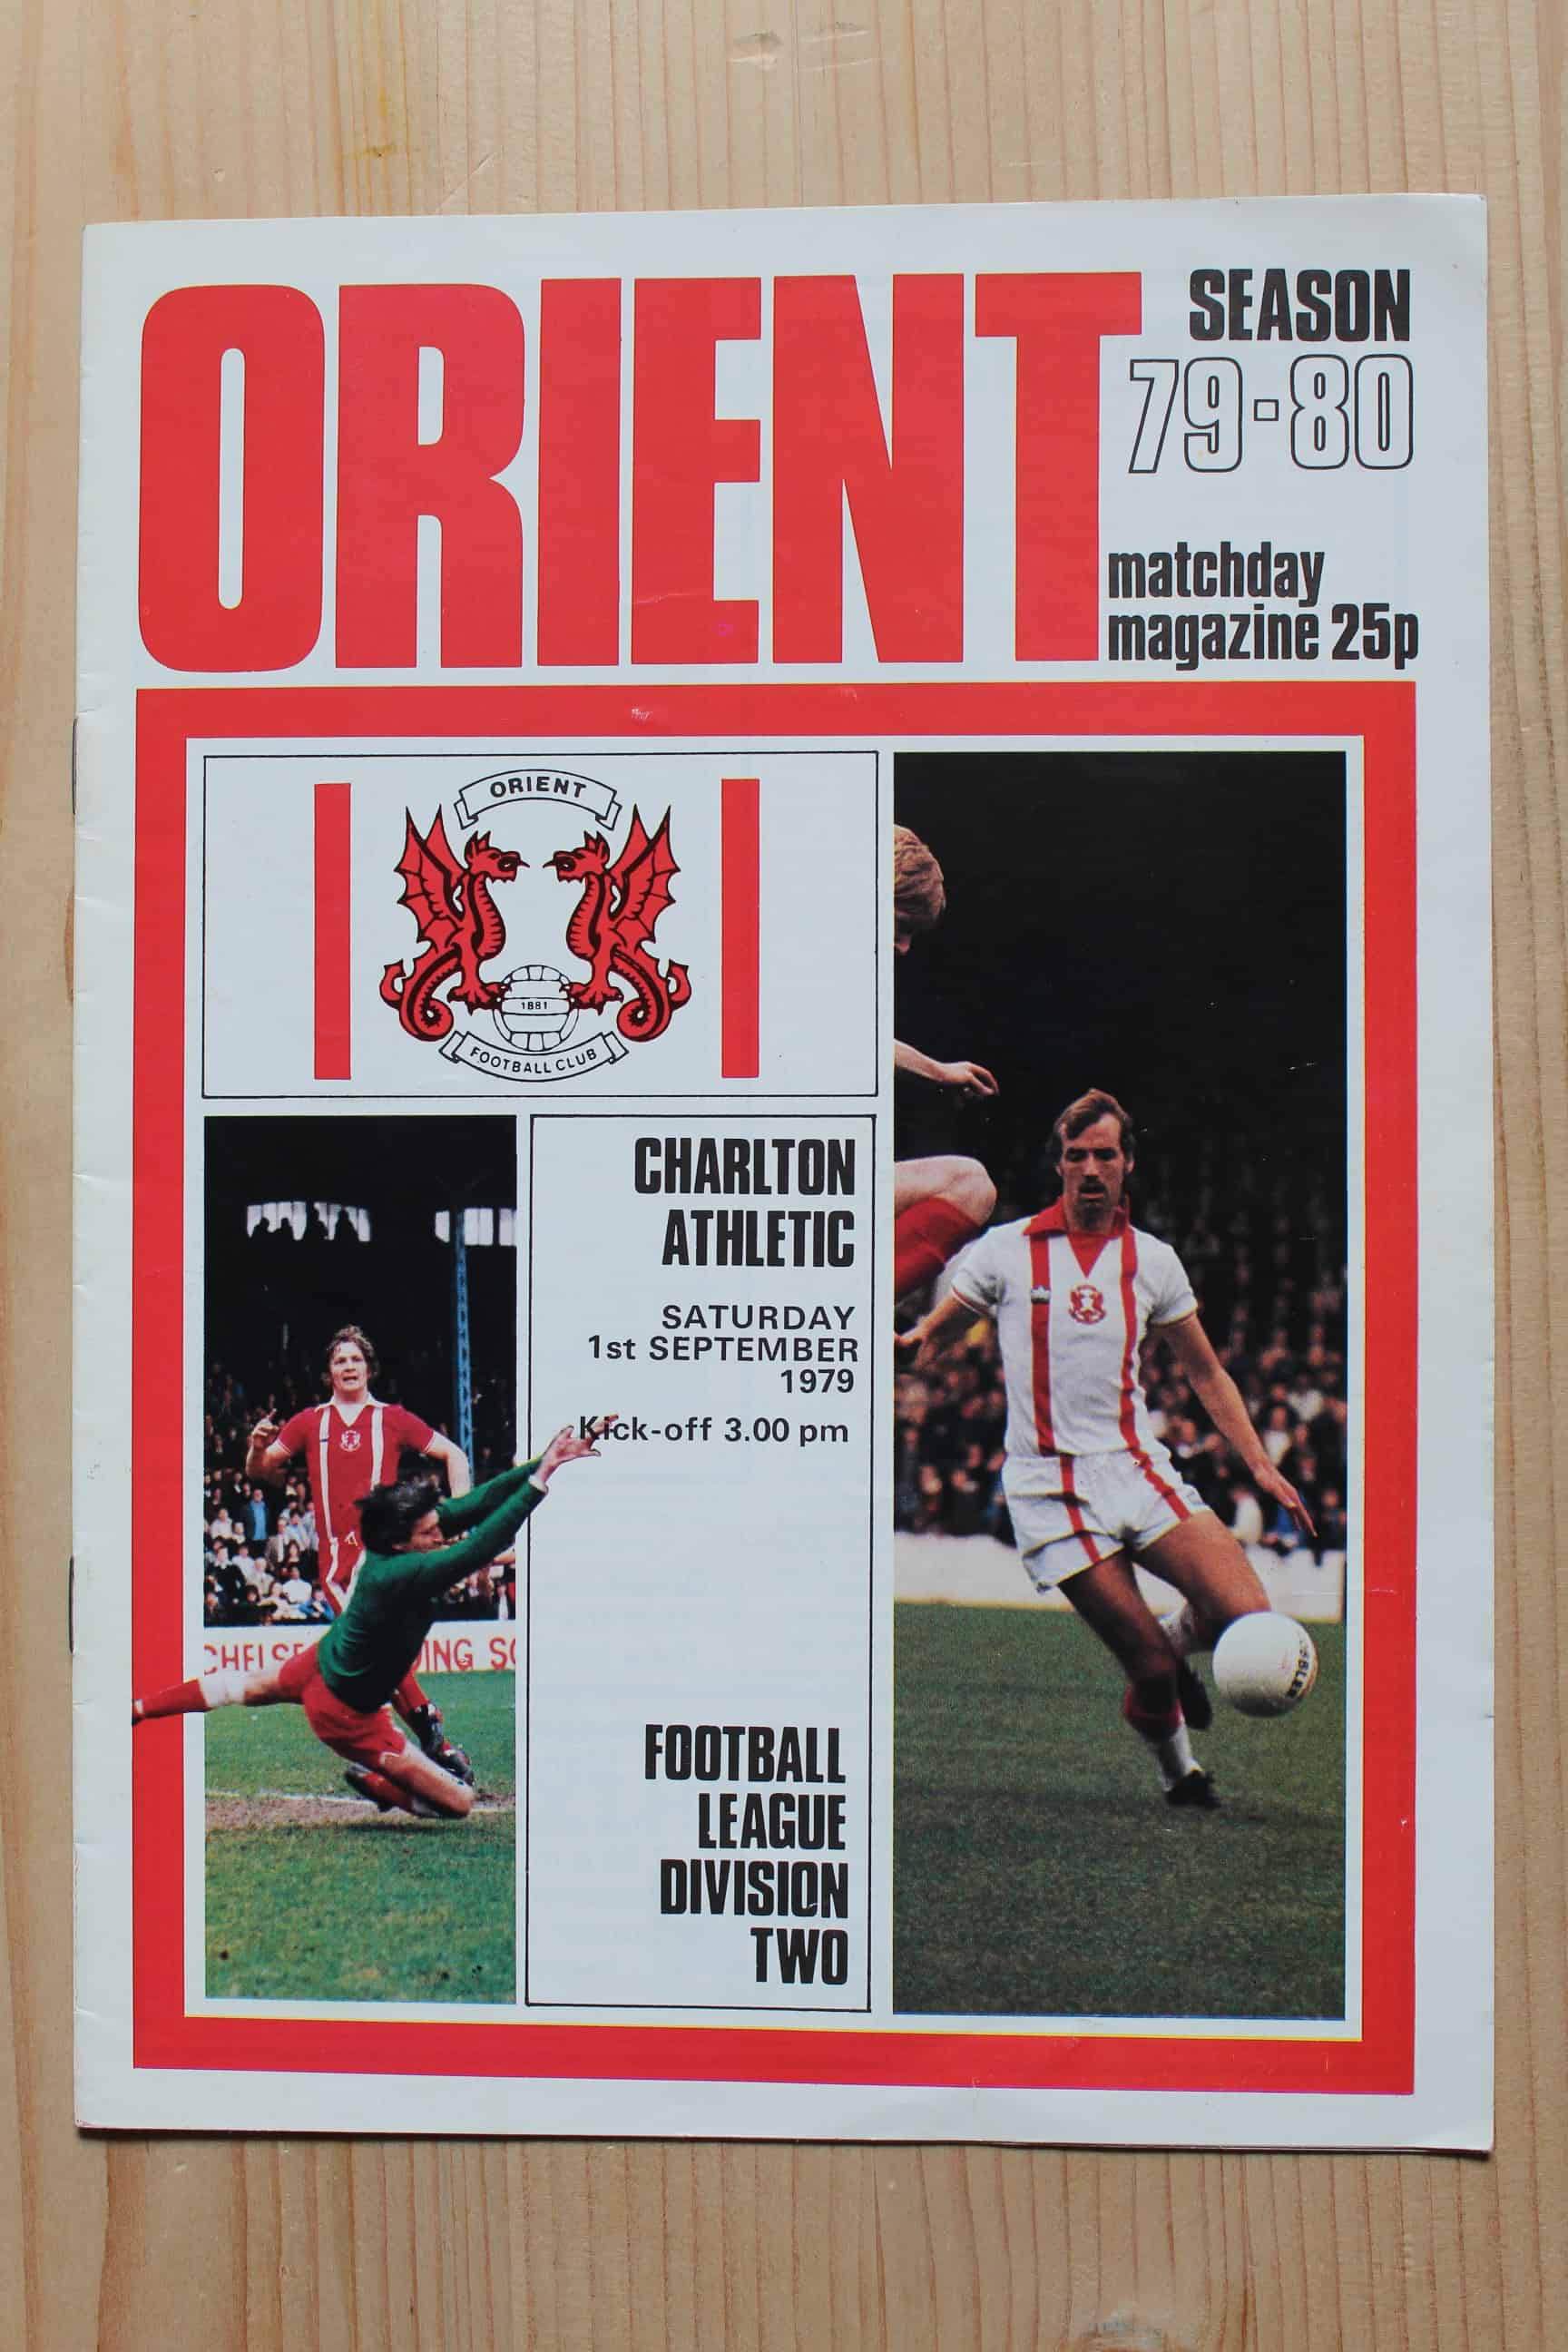 ORIENT
SEASON
79-80
matchday
magazine 25p
ORIENT
1881
FOOTBALL CLUB
CHARLTON
ATHLETIC
SATURDAY
1st SEPTEMBER
1979
Kick-off 3.00 pm
FOOTBALL
LEAGUE
DIVISION
TWO